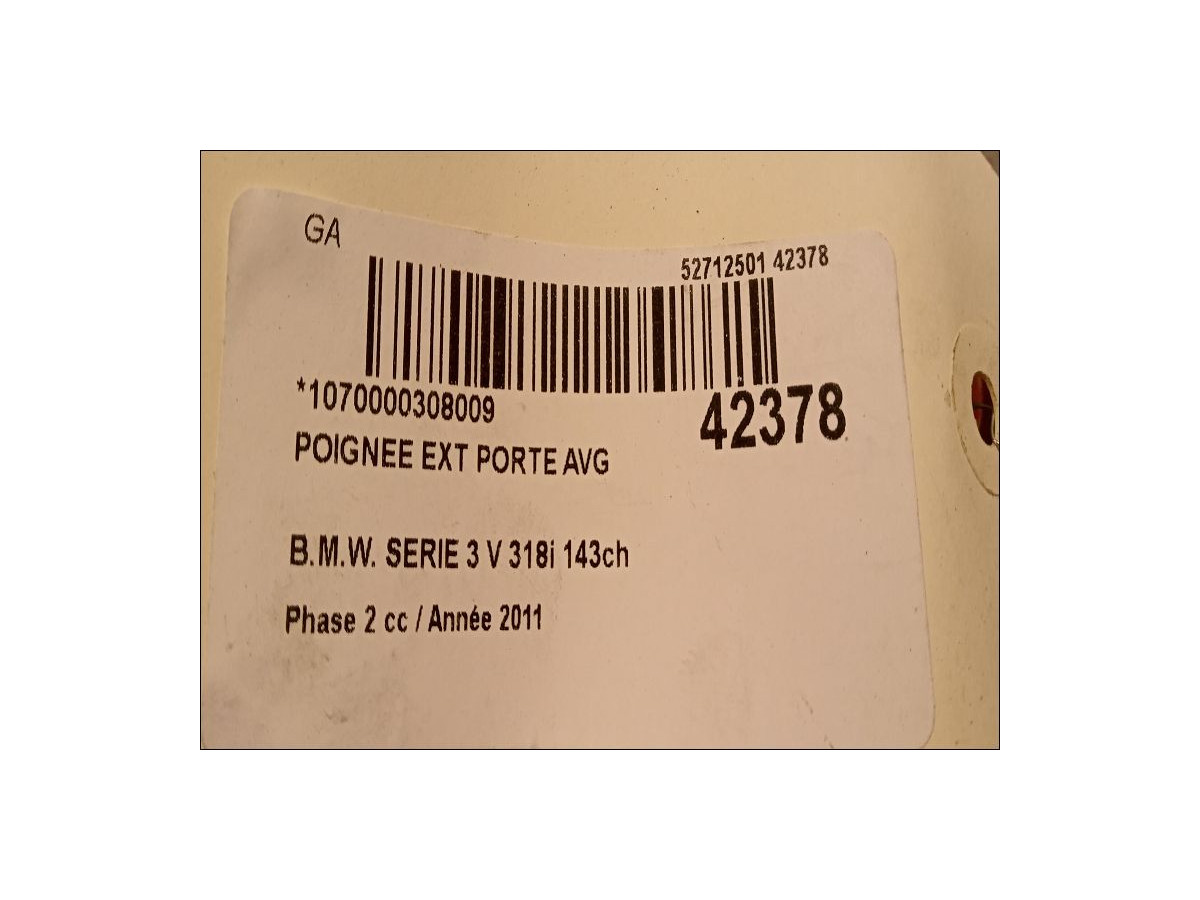 GA
52712501 42378
*1070000308009
42378
POIGNEE EXT PORTE AVG
B.M.W. SERIE 3 V 318i 143ch
Phase 2 cc / Année 2011